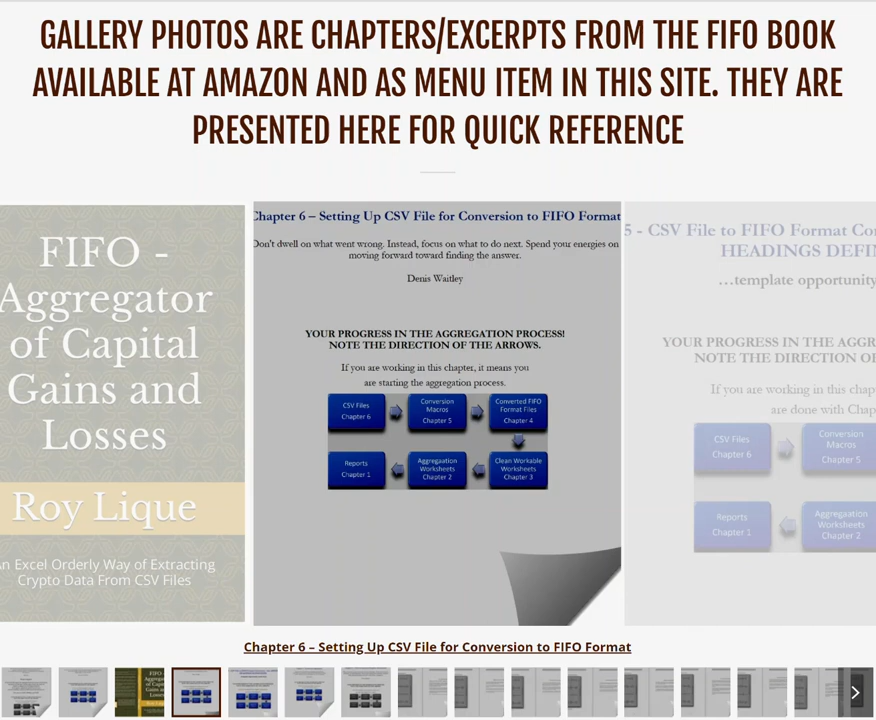 GALLERY PHOTOS ARE CHAPTERS/EXCERPTS FROM THE FIFO BOOK
AVAILABLE AT AMAZON AND AS MENU ITEM IN THIS SITE. THEY ARE
PRESENTED HERE FOR QUICK REFERENCE
FIFO -
Aggregator
of Capital
Gains and
Losses
Roy Lique
An Excel Orderly Way of Extracting
Crypto Data From CSV Files
Chapter 6 – Setting Up CSV File for Conversion to FIFO Format
Don't dwell on what went wrong. Instead, focus on what to do next. Spend your energies on
moving forward toward finding the answer.
Denis Waitley
YOUR PROGRESS IN THE AGGREGATION PROCESS!
NOTE THE DIRECTION OF THE ARROWS.
If you are working in this chapter, it means you
are starting the aggregation process.
CSV Files
Chapter 6
Conversion
Macros
Chapter 5
Converted FIFO
Format Files
Chapter 4
Reports
Chapter 1
Aggregaation
Worksheets
Chapter 2
Clean Workable
Worksheets
Chapter 3
5 - CSV File to FIFO Format Co
HEADINGS DEFI
…template opportunity
YOUR PROGRESS IN THE AGGR
NOTE THE DIRECTION OF
If you are working in this chap
are done with Chap
CSV Files
Chapter 6
Conversion
Macros
Chapter 5
Reports
Chapter 1
Aggregaation
Worksheets
Chapter 2
Chapter 6 – Setting Up CSV File for Conversion to FIFO Format